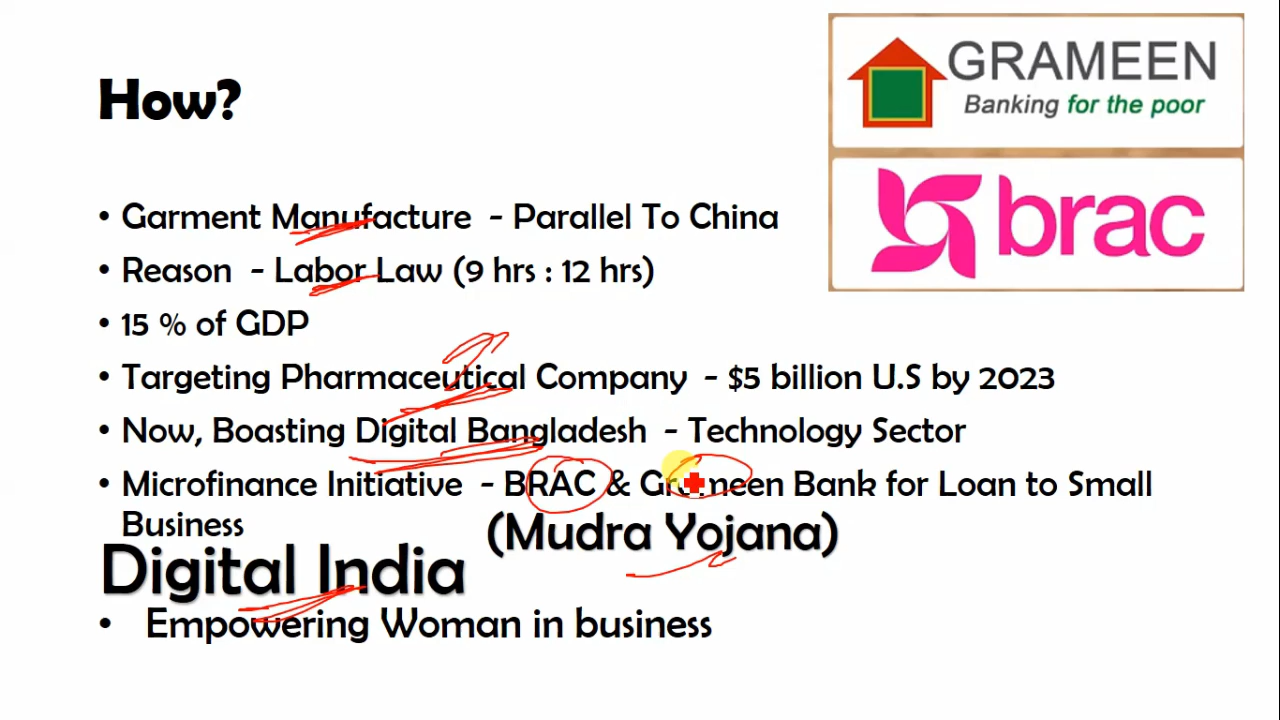 How?
GRAMEEN
Banking for the poor
brac
• Garment Manufacture - Parallel To China
• Reason - Labor Law (9 hrs : 12 hrs)
• 15 % of GDP
• Targeting Pharmaceutical Company - $5 billion U.S by 2023
• Now, Boasting Digital Bangladesh - Technology Sector
• Microfinance Initiative - BRAC & Grameen Bank for Loan to Small
Business
(Mudra Yojana)
Digital India
• Empowering Woman in business